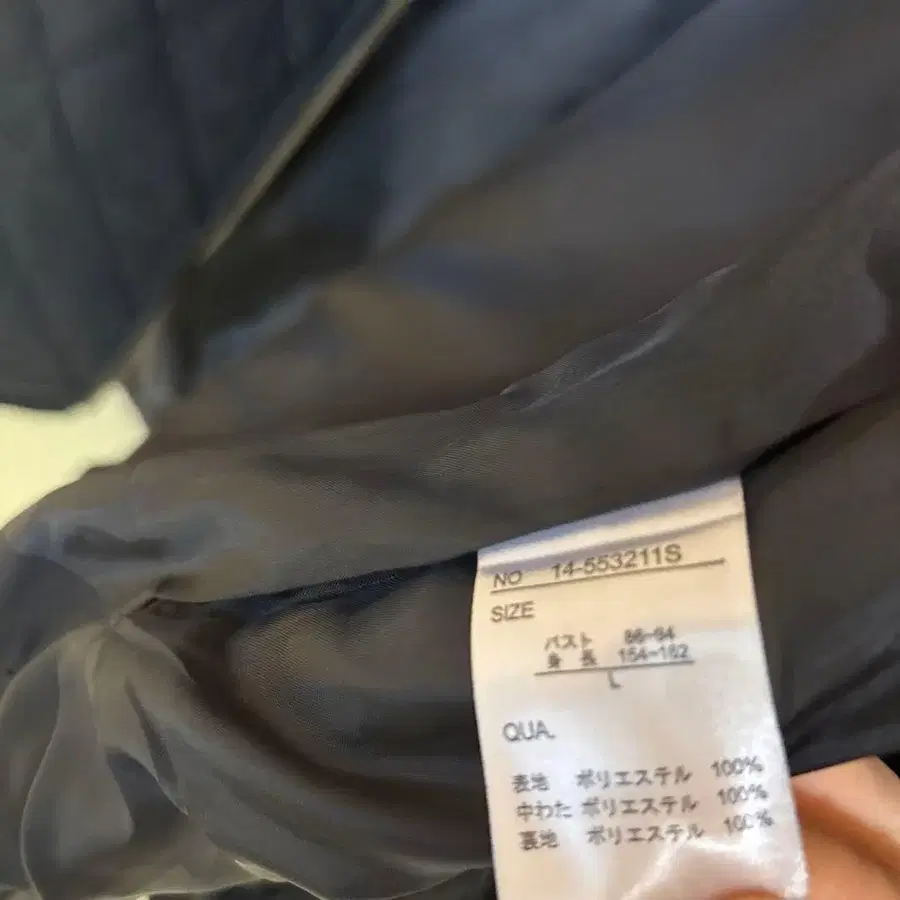 NO 14-553211S
SIZE
バスト 86-94
身長 154-162
L
QUA.
表地 ポリエステル 100%
中わた ポリエステル 100%
裏地 ポリエステル 100%